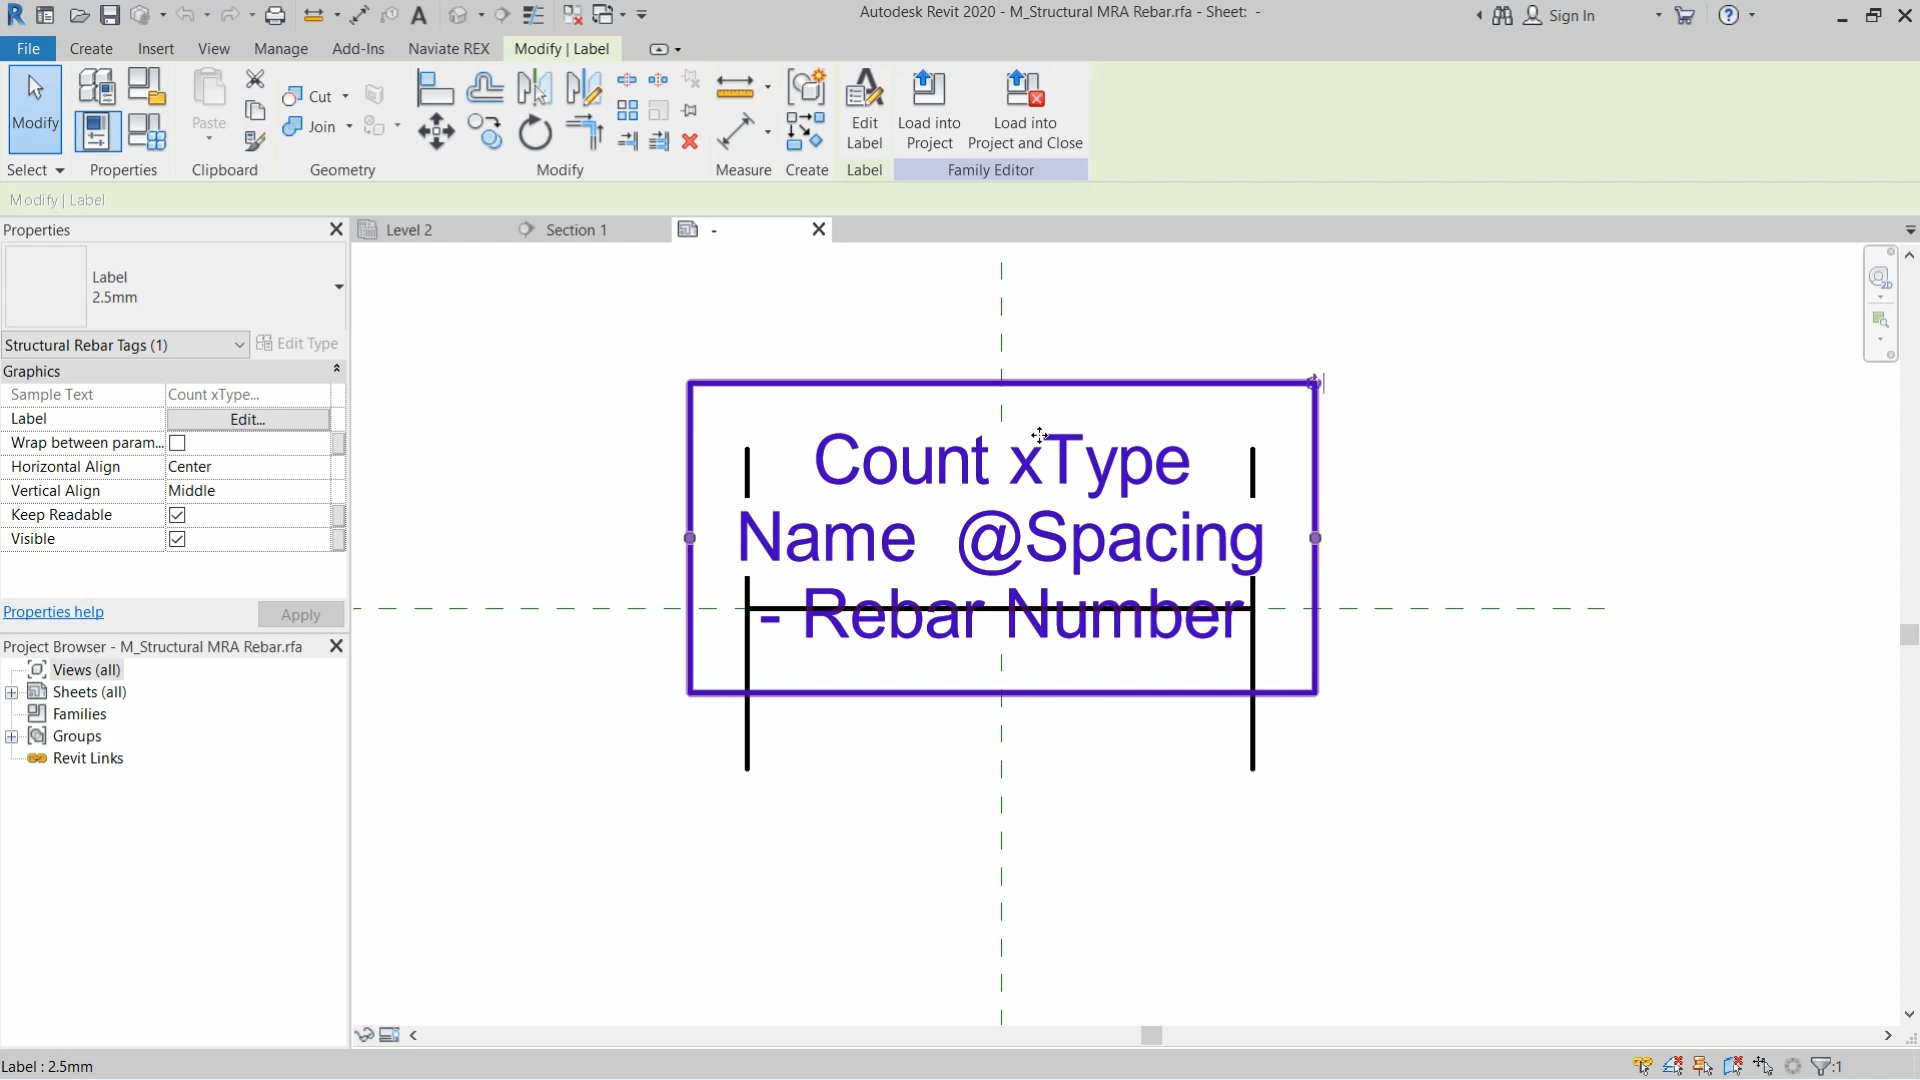 Autodesk Revit 2020 - M_Structural MRA Rebar.rfa - Sheet: -
Sign In
File
Create
Insert
View
Manage
Add-Ins
Naviate REX
Modify | Label
Modify
Paste
Cut
Join
Edit
Label
Load into
Project
Load into
Project and Close
Select
Properties
Clipboard
Geometry
Modify
Measure
Create
Label
Family Editor
Modify | Label
Properties
Level 2
Section 1
-
Label
2.5mm
Structural Rebar Tags (1)
Edit Type
Graphics
Sample Text
Count xType...
Label
Edit...
Wrap between param...
Horizontal Align
Center
Vertical Align
Middle
Keep Readable
Visible
Properties help
Apply
Project Browser - M_Structural MRA Rebar.rfa
Views (all)
Sheets (all)
Families
Groups
Revit Links
Count xType
Name @Spacing
- Rebar Number
2D
Label : 2.5mm
:1